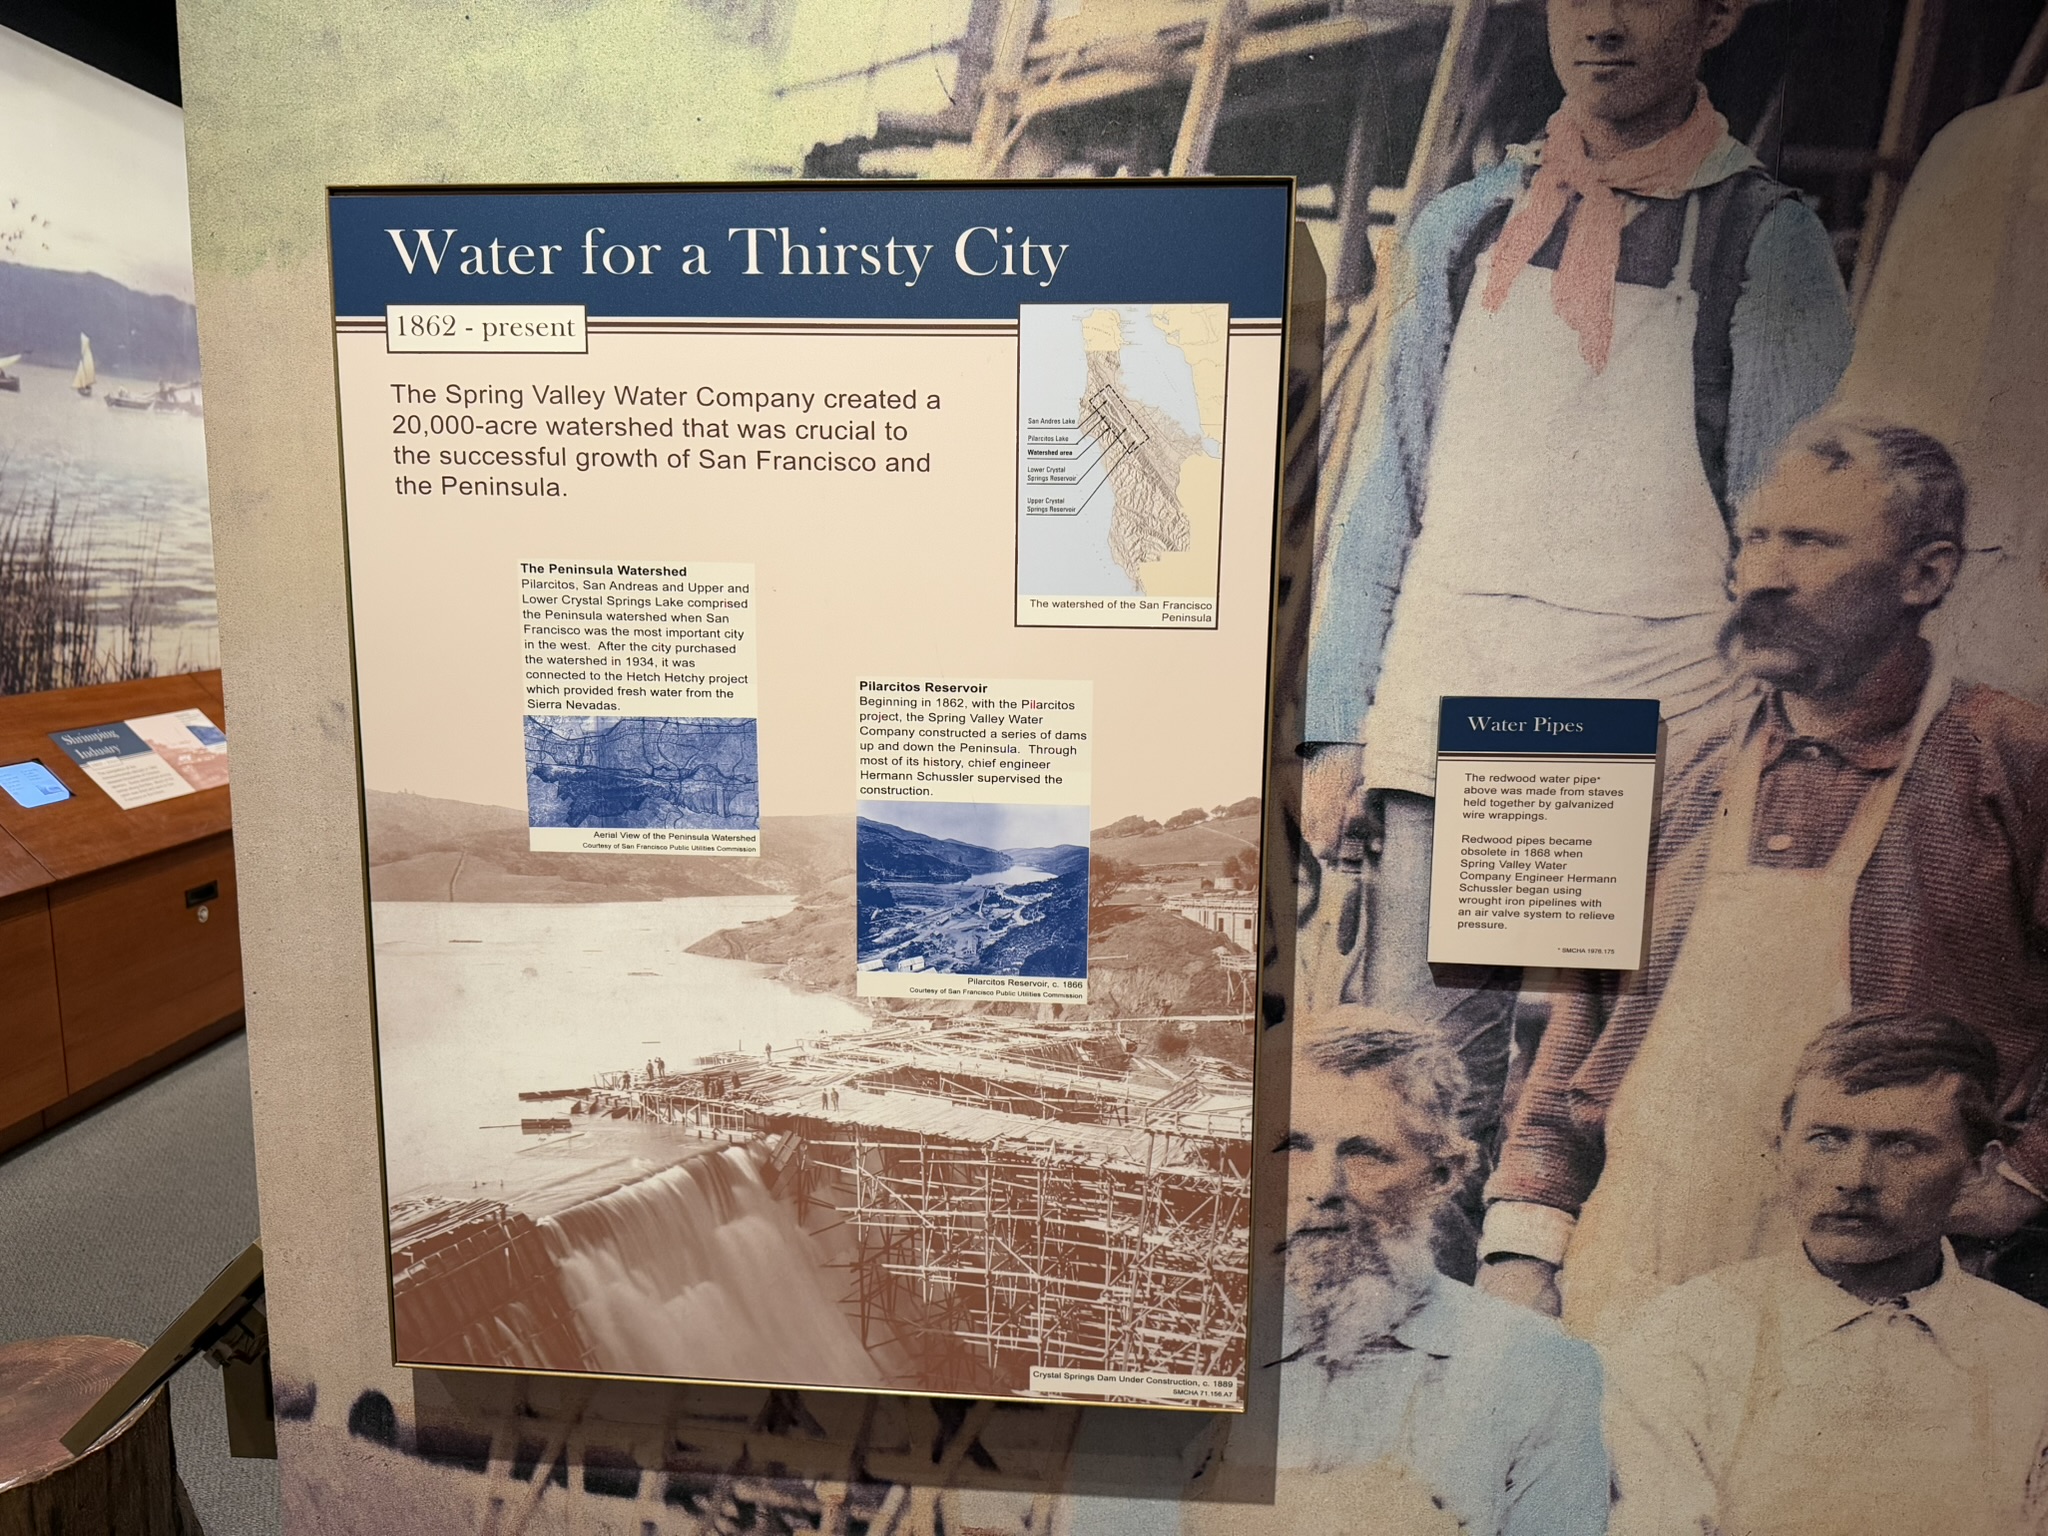 Water for a Thirsty City
1862 - present
The Spring Valley Water Company created a
20,000-acre watershed that was crucial to
the successful growth of San Francisco and
the Peninsula.
San Andres Lake
Pilarcitos Lake
Watershed area
Lower Crystal
Springs Reservoir
Upper Crystal
Springs Reservoir
The watershed of the San Francisco
Peninsula
The Peninsula Watershed
Pilarcitos, San Andreas and Upper and
Lower Crystal Springs Lake comprised
the Peninsula watershed when San
Francisco was the most important city
in the west. After the city purchased
the watershed in 1934, it was
connected to the Hetch Hetchy project
which provided fresh water from the
Sierra Nevadas.
Aerial View of the Peninsula Watershed
Courtesy of San Francisco Public Utilities Commission
Pilarcitos Reservoir
Beginning in 1862, with the Pilarcitos
project, the Spring Valley Water
Company constructed a series of dams
up and down the Peninsula. Through
most of its history, chief engineer
Hermann Schussler supervised the
construction.
Pilarcitos Reservoir, c. 1866
Courtesy of San Francisco Public Utilities Commission
Crystal Springs Dam Under Construction, c. 1889
SMCHA 71.156.A7
Water Pipes
The redwood water pipe*
above was made from staves
held together by galvanized
wire wrappings.
Redwood pipes became
obsolete in 1868 when
Spring Valley Water
Company Engineer Hermann
Schussler began using
wrought iron pipelines with
an air valve system to relieve
pressure.
* SMCHA 1976.175
Shrimping
Industry